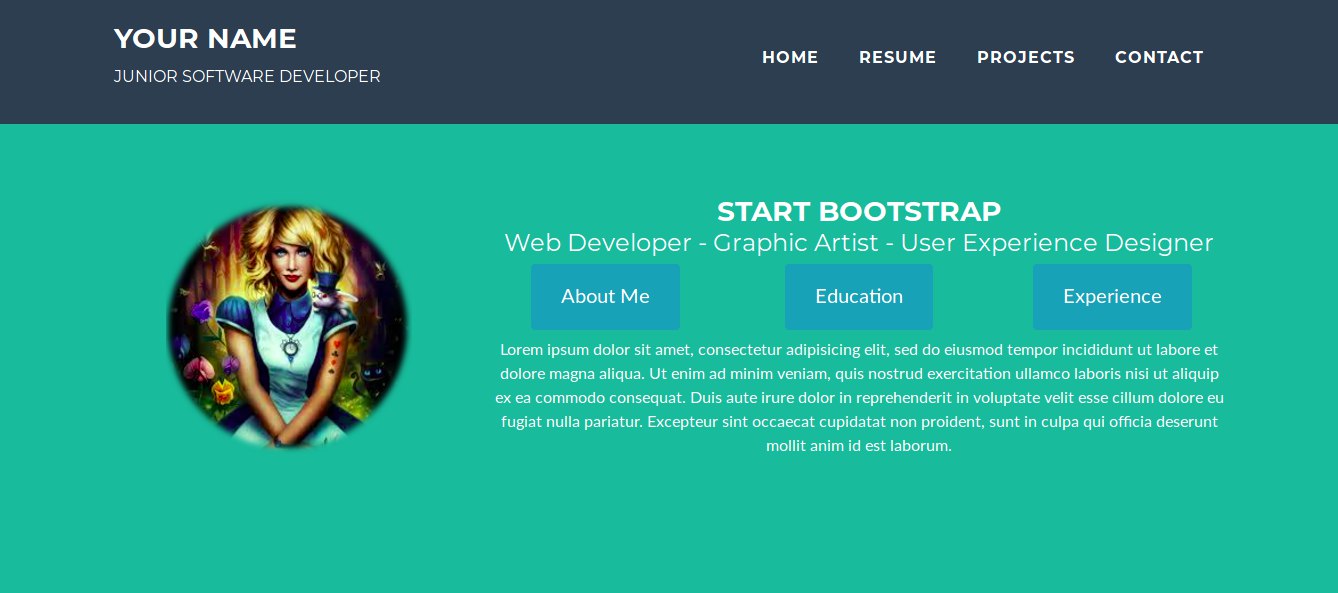 YOUR NAME
JUNIOR SOFTWARE DEVELOPER
HOME RESUME PROJECTS CONTACT
START BOOTSTRAP
Web Developer - Graphic Artist - User Experience Designer
About Me Education Experience
Lorem ipsum dolor sit amet, consectetur adipisicing elit, sed do eiusmod tempor incididunt ut labore et
dolore magna aliqua. Ut enim ad minim veniam, quis nostrud exercitation ullamco laboris nisi ut aliquip
ex ea commodo consequat. Duis aute irure dolor in reprehenderit in voluptate velit esse cillum dolore eu
fugiat nulla pariatur. Excepteur sint occaecat cupidatat non proident, sunt in culpa qui officia deserunt
mollit anim id est laborum.